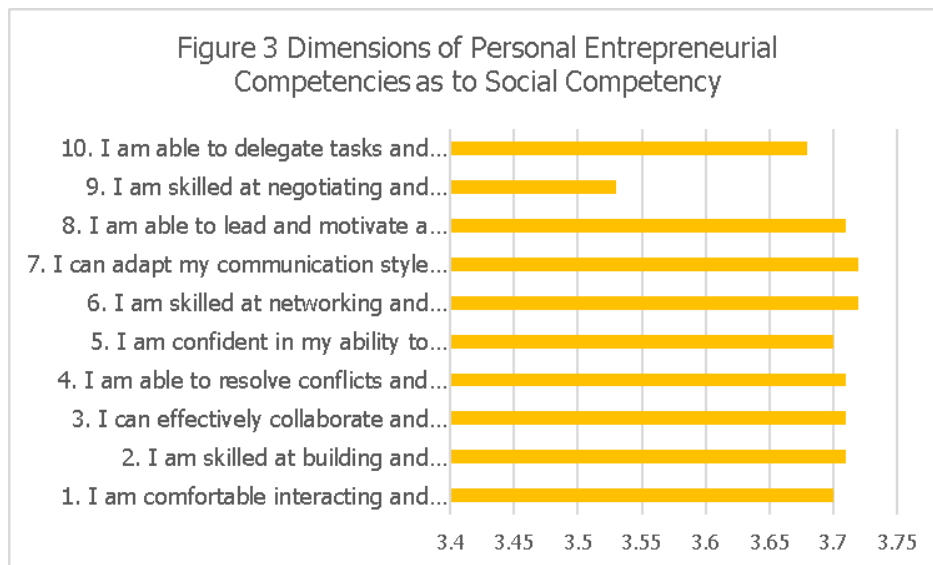 Figure 3 Dimensions of Personal Entrepreneurial
Competencies as to Social Competency
10. I am able to delegate tasks and...
9. I am skilled at negotiating and...
8. I am able to lead and motivate a...
7. I can adapt my communication style...
6. I am skilled at networking and...
5. I am confident in my ability to...
4. I am able to resolve conflicts and...
3. I can effectively collaborate and...
2. I am skilled at building and...
1. I am comfortable interacting and...
3.4 3.45 3.5 3.55 3.6 3.65 3.7 3.75